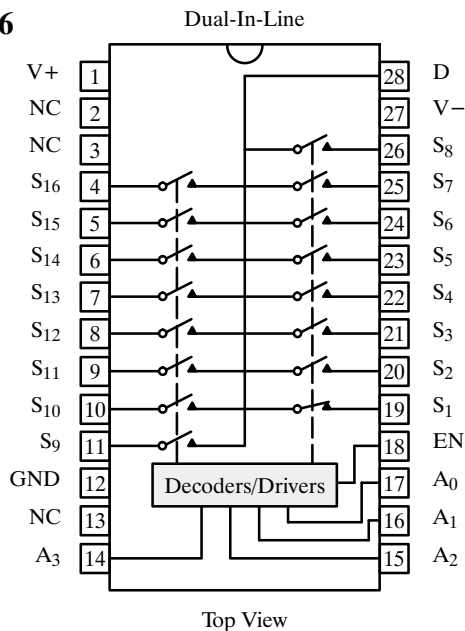 6
Dual-In-Line
V+ 1 28 D
NC 2 27 V−
NC 3 26 S8
S16 4 25 S7
S15 5 24 S6
S14 6 23 S5
S13 7 22 S4
S12 8 21 S3
S11 9 20 S2
S10 10 19 S1
S9 11 18 EN
GND 12 Decoders/Drivers 17 A0
NC 13 16 A1
A3 14 15 A2
Top View